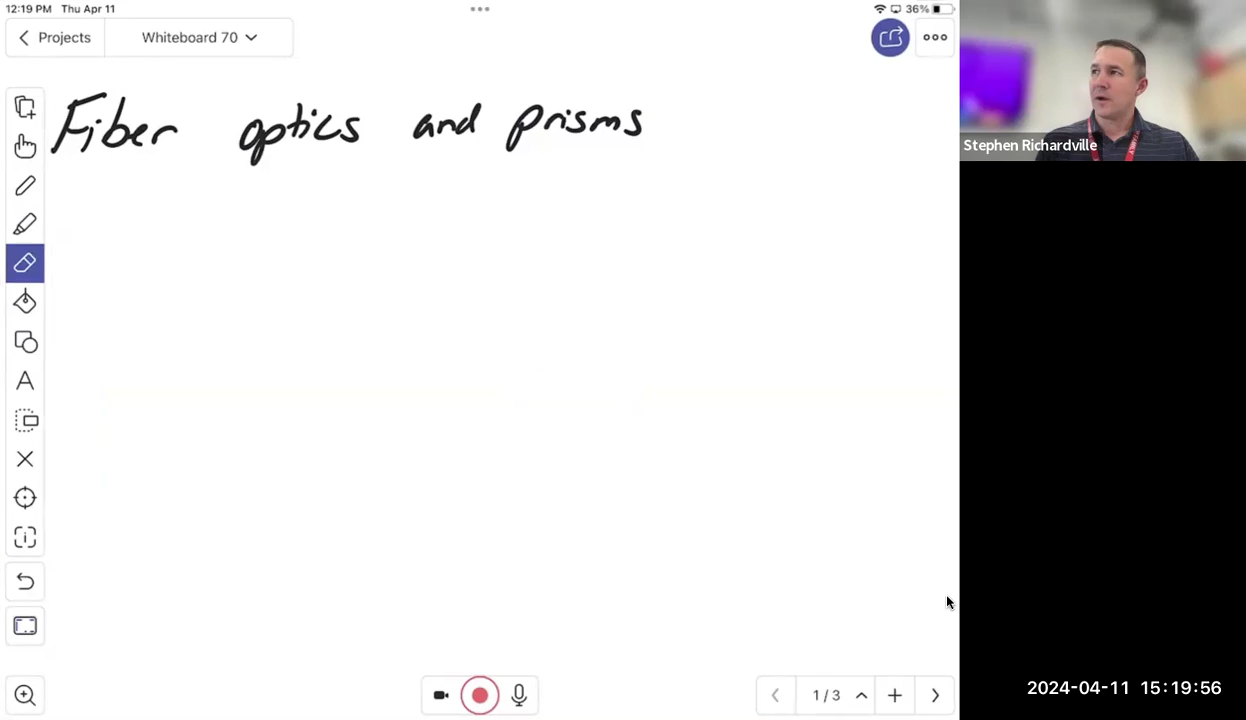 12:19 PM Thu Apr 11
36%
Projects
Whiteboard 70
Fiber optics and prisms
Stephen Richardville
A
1/3
2024-04-11 15:19:56